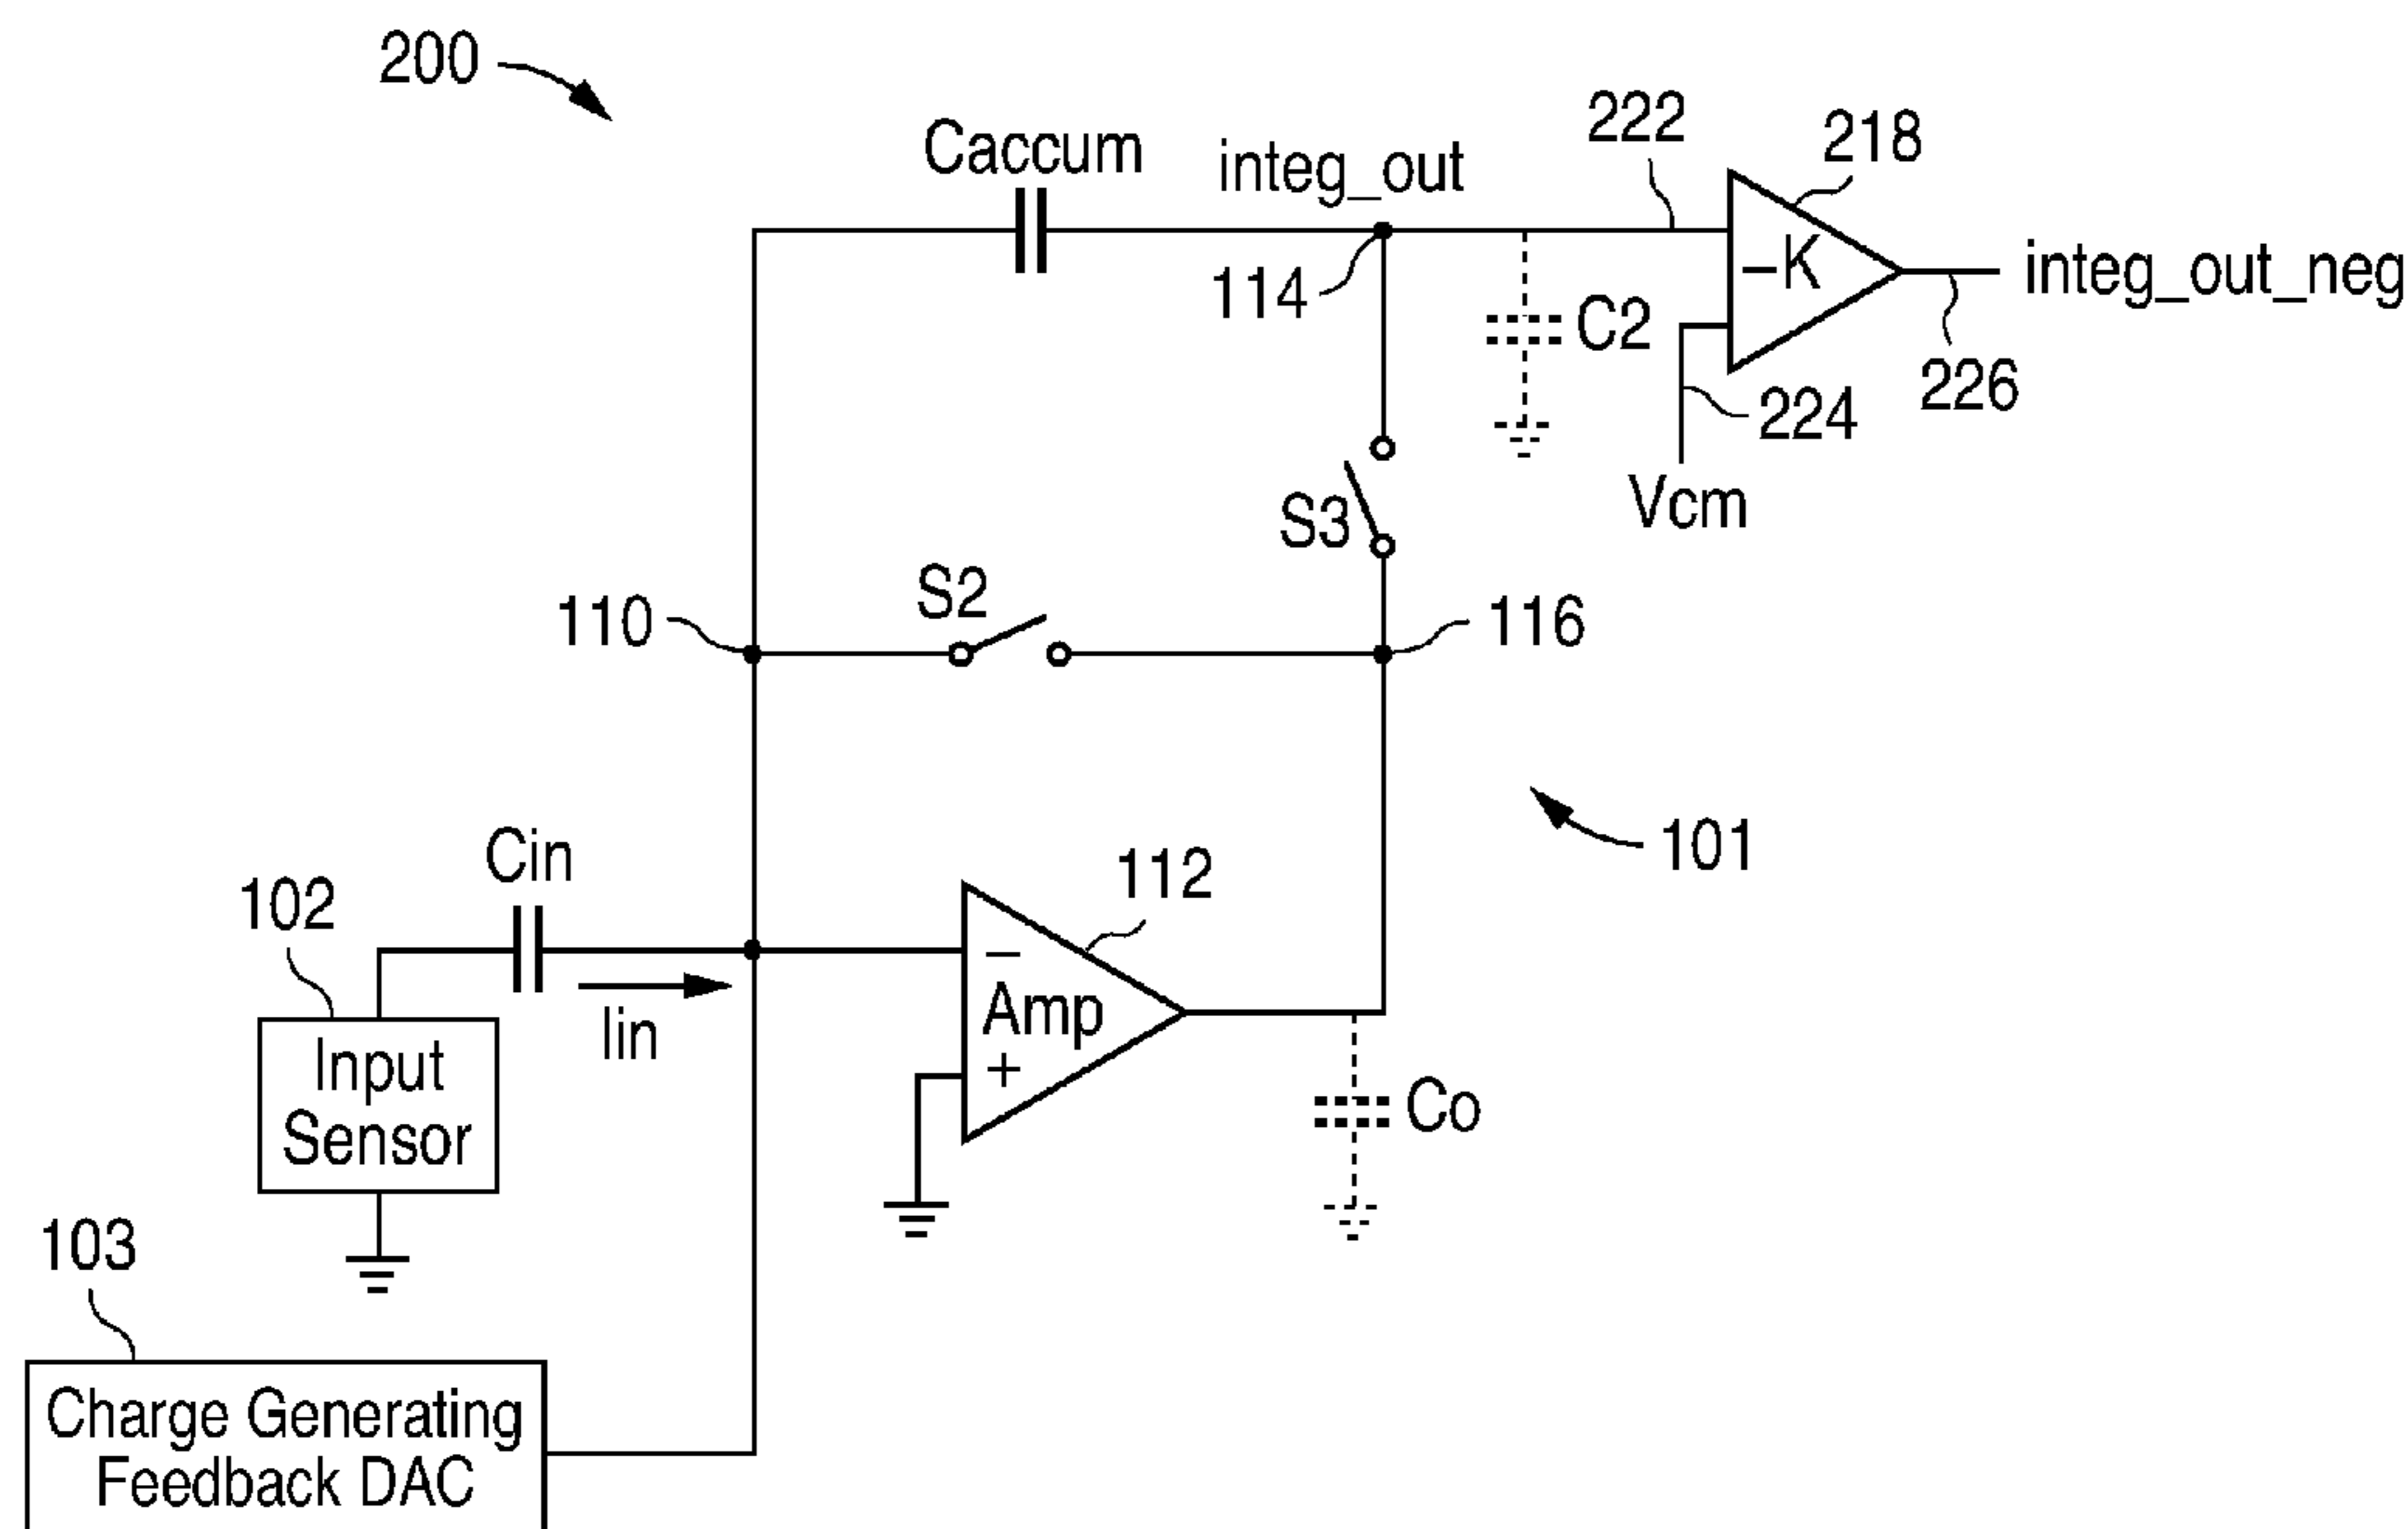 200
Caccum
integ_out
222
218
–K
integ_out_neg
114
C2
224
226
Vcm
S3
S2
110
116
101
Cin
112
102
Iin
–
Amp
+
Input
Sensor
Co
103
Charge Generating
Feedback DAC